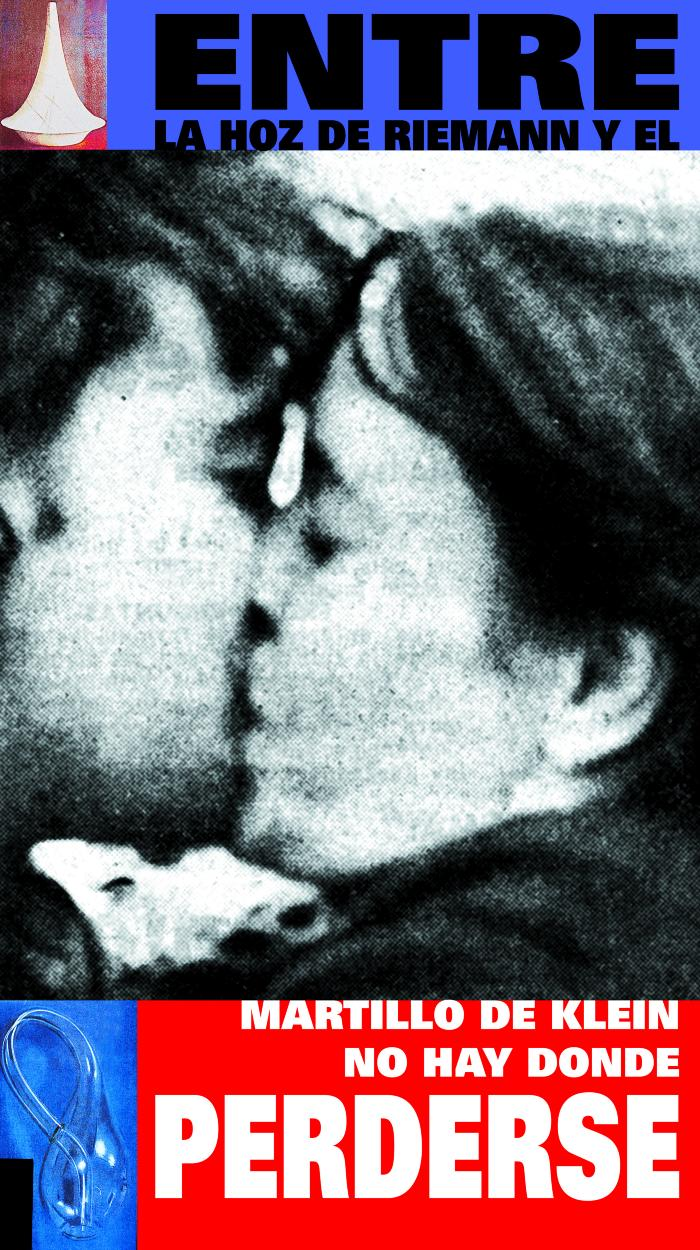 ENTRE
LA HOZ DE RIEMANN Y EL
MARTILLO DE KLEIN
NO HAY DONDE
PERDERSE